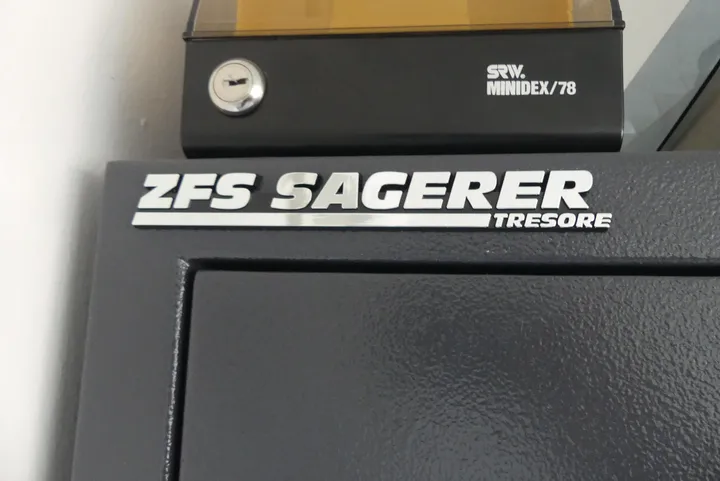 SRW.
MINIDEX/78
ZFS SAGERER
TRESORE